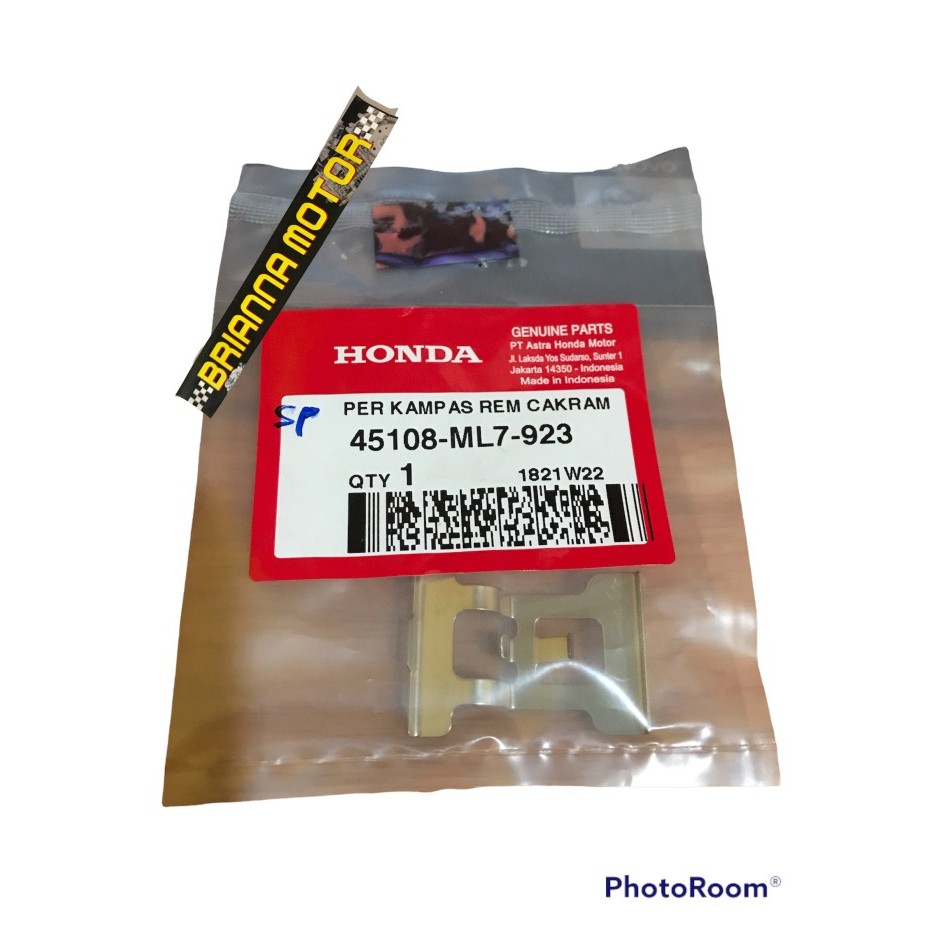 BRIANNA MOTOR
HONDA
GENUINE PARTS
PT Astra Honda Motor
Jl. Laksda Yos Sudarso, Sunter 1
Jakarta 14350 - Indonesia
Made in Indonesia
SP
PER KAMPAS REM CAKRAM
45108-ML7-923
QTY 1
1821W22
PhotoRoom®